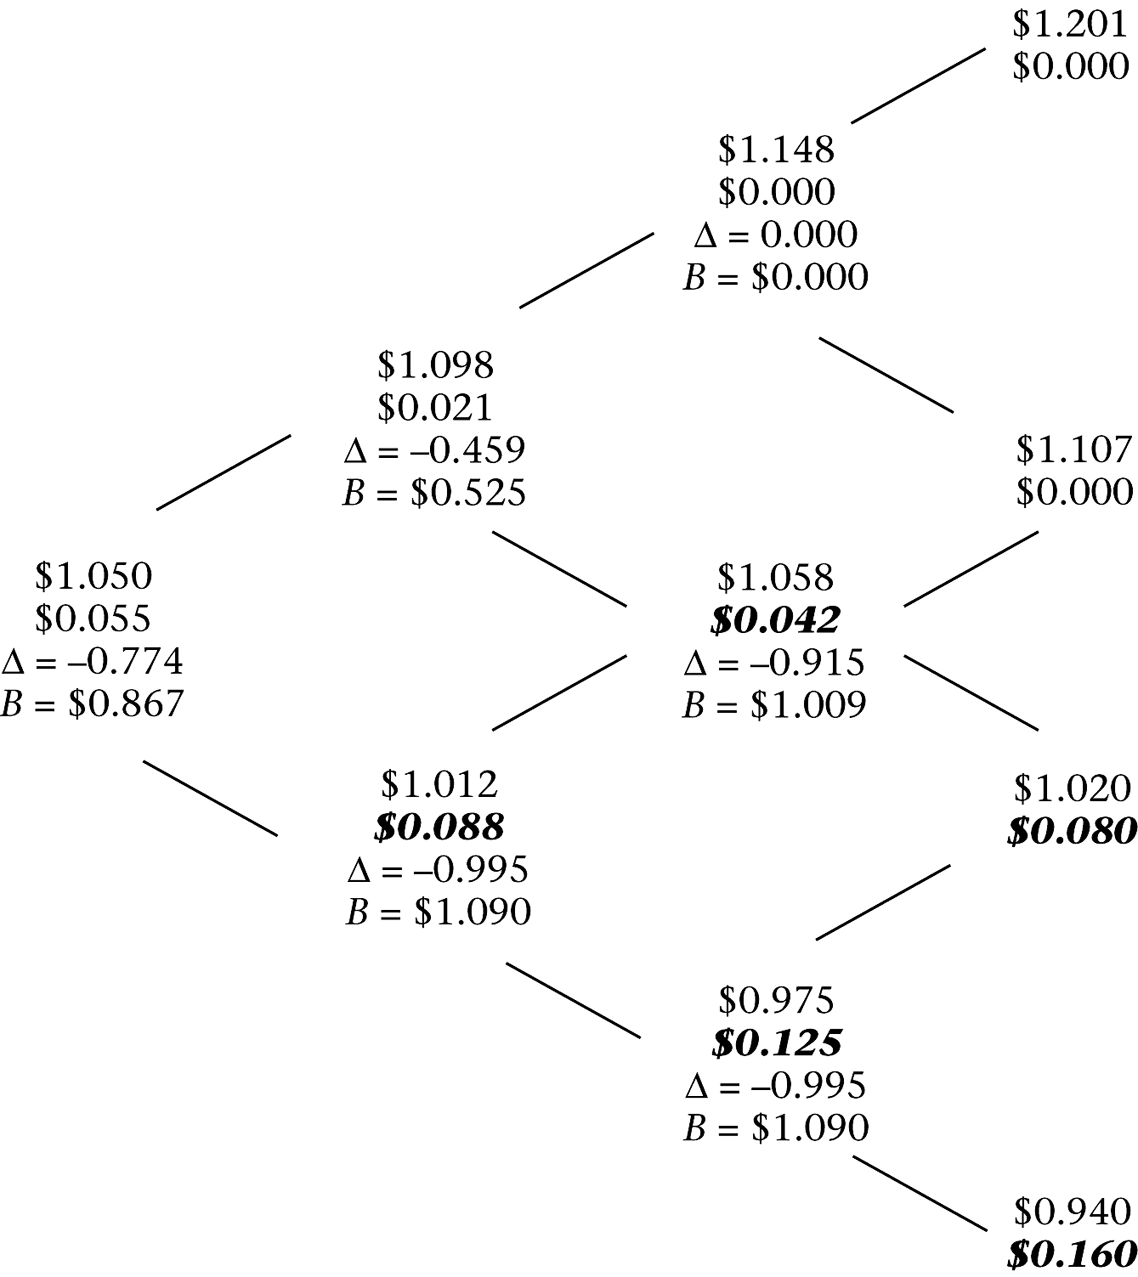 $1.201
$0.000
$1.148
$0.000
Δ = 0.000
B = $0.000
$1.098
$0.021
Δ = –0.459
B = $0.525
$1.107
$0.000
$1.050
$0.055
Δ = –0.774
B = $0.867
$1.058
$0.042
Δ = –0.915
B = $1.009
$1.012
$0.088
Δ = –0.995
B = $1.090
$1.020
$0.080
$0.975
$0.125
Δ = –0.995
B = $1.090
$0.940
$0.160